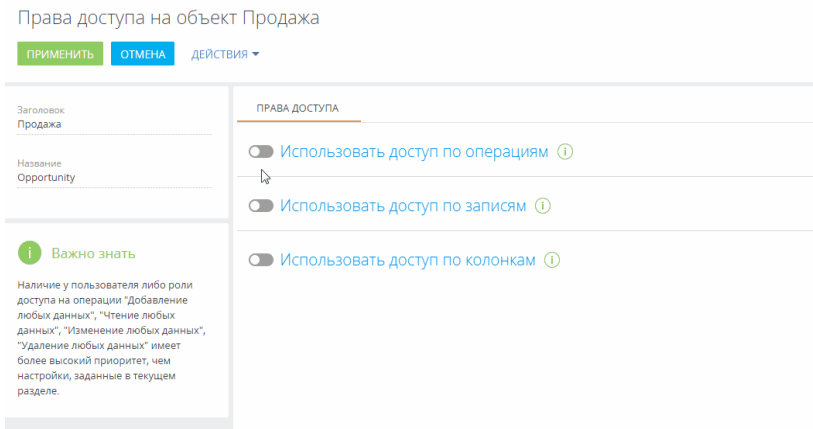 Права доступа на объект Продажа
ПРИМЕНИТЬ ОТМЕНА ДЕЙСТВИЯ
Заголовок
Продажа
Название
Opportunity
i Важно знать
Наличие у пользователя либо роли
доступа на операции "Добавление
любых данных", "Чтение любых
данных", "Изменение любых данных",
"Удаление любых данных" имеет
более высокий приоритет, чем
настройки, заданные в текущем
разделе.
ПРАВА ДОСТУПА
Использовать доступ по операциям i
Использовать доступ по записям i
Использовать доступ по колонкам i